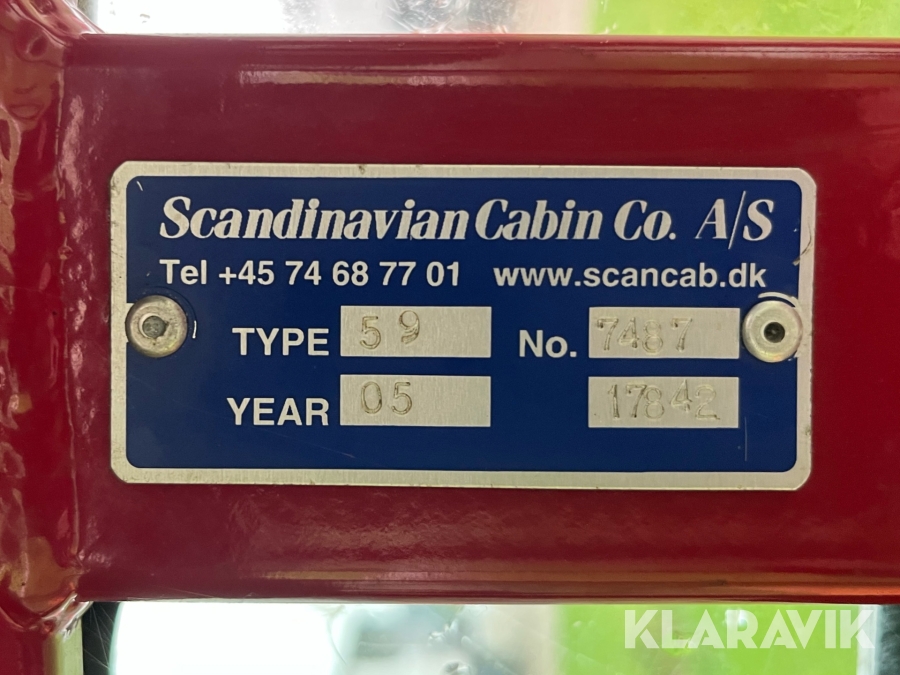 Scandinavian Cabin Co. A/S
Tel +45 74 68 77 01 www.scancab.dk
TYPE 59 No. 7487
YEAR 05 17842
KLARAVIK